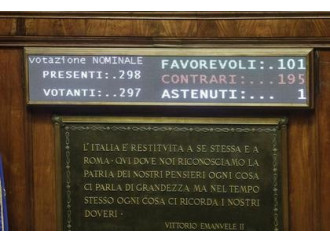 votazione NOMINALE
PRESENTI:.298
VOTANTI:..297
FAVOREVOLI:.101
CONTRARI:...195
ASTENUTI:... 1
L'ITALIA E RESTITVITA A SE STESSA E A
ROMA · QVI DOVE NOI RICONOSCIAMO LA
PATRIA DEI NOSTRI PENSIERI OGNI COSA
CI PARLA DI GRANDEZZA MA NEL TEMPO
STESSO OGNI COSA CI RICORDA I NOSTRI
DOVERI ·
VITTORIO EMANVELE II